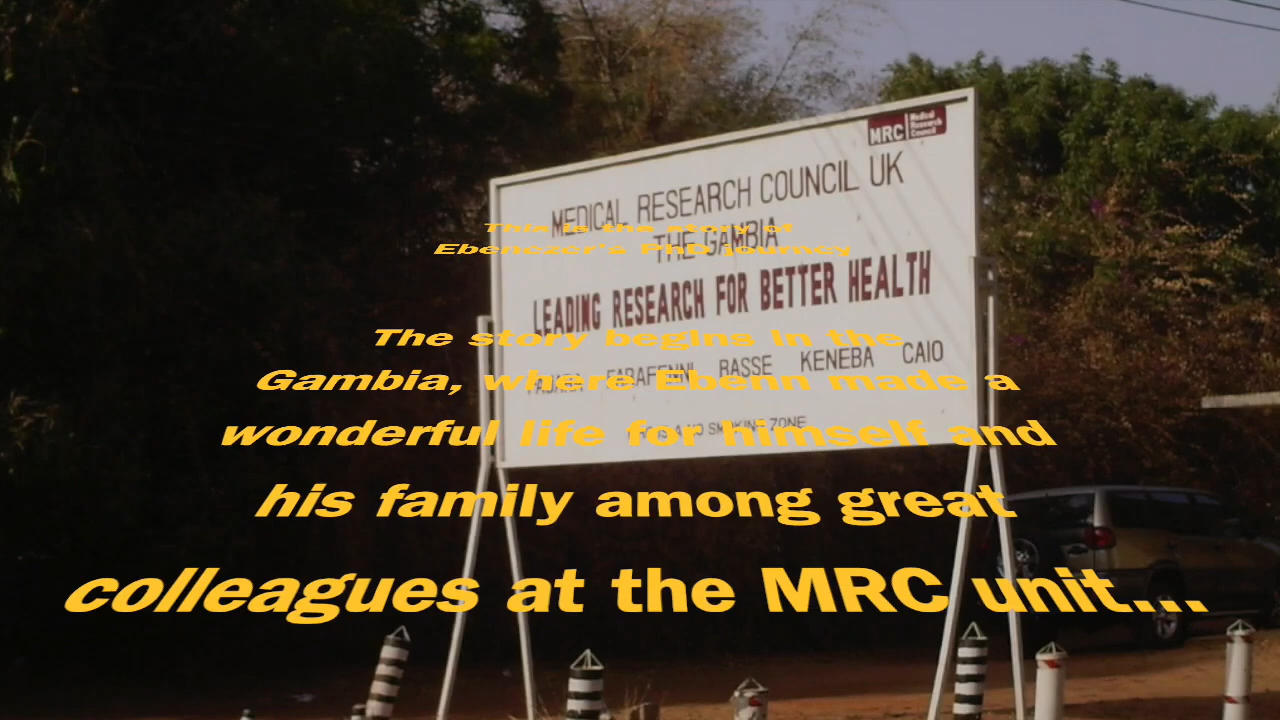 MRC Medical Research Council
MEDICAL RESEARCH COUNCIL UK
THE GAMBIA
LEADING RESEARCH FOR BETTER HEALTH
FARAFENNI BASSE KENEBA CAIO
SMOKING ZONE
This is the story of
Ebenezer's PhD journey
The story begins in the
Gambia, where Ebenn made a
wonderful life for himself and
his family among great
colleagues at the MRC unit...